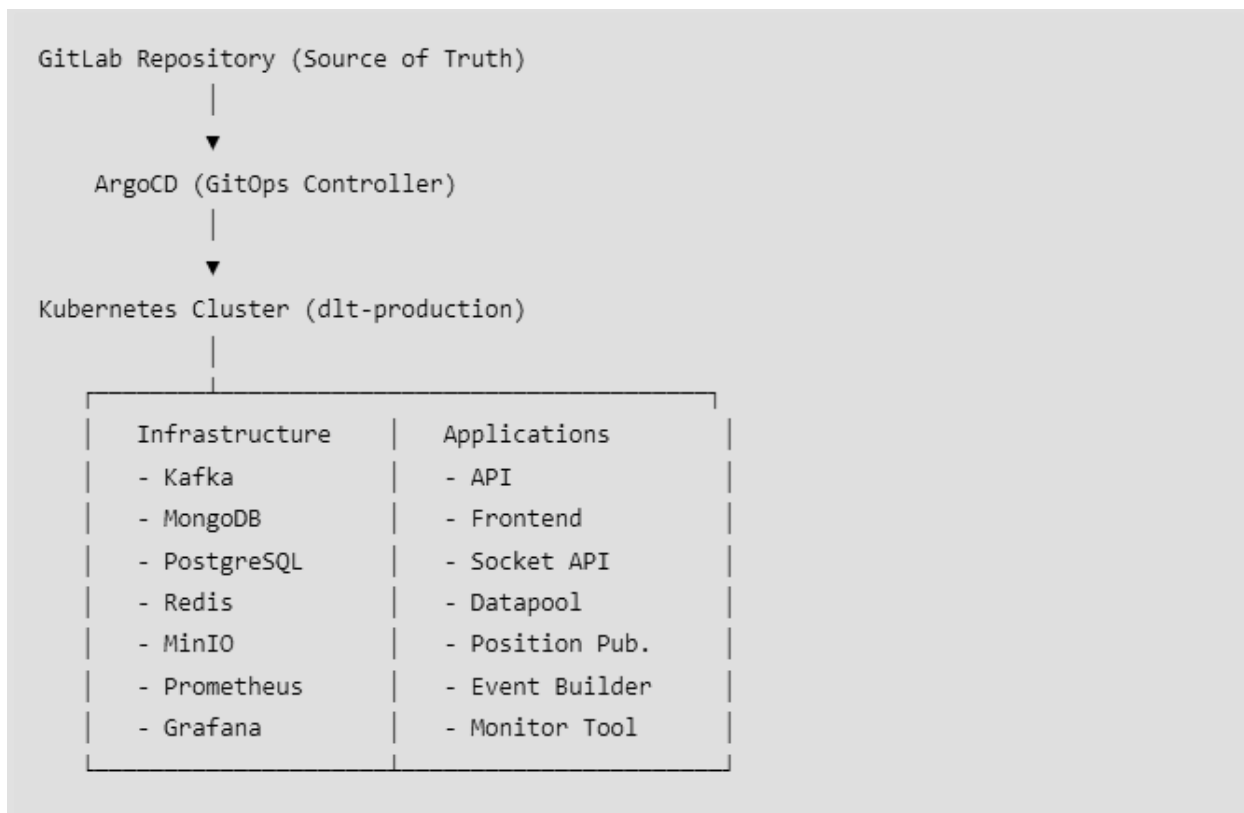 GitLab Repository (Source of Truth)
ArgoCD (GitOps Controller)
Kubernetes Cluster (dlt-production)
Infrastructure Applications
- Kafka - API
- MongoDB - Frontend
- PostgreSQL - Socket API
- Redis - Datapool
- MinIO - Position Pub.
- Prometheus - Event Builder
- Grafana - Monitor Tool